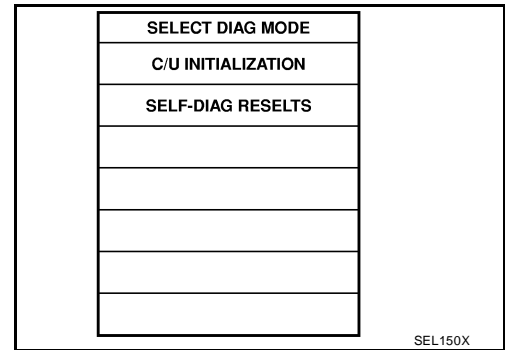 SELECT DIAG MODE
C/U INITIALIZATION
SELF-DIAG RESELTS
SEL150X